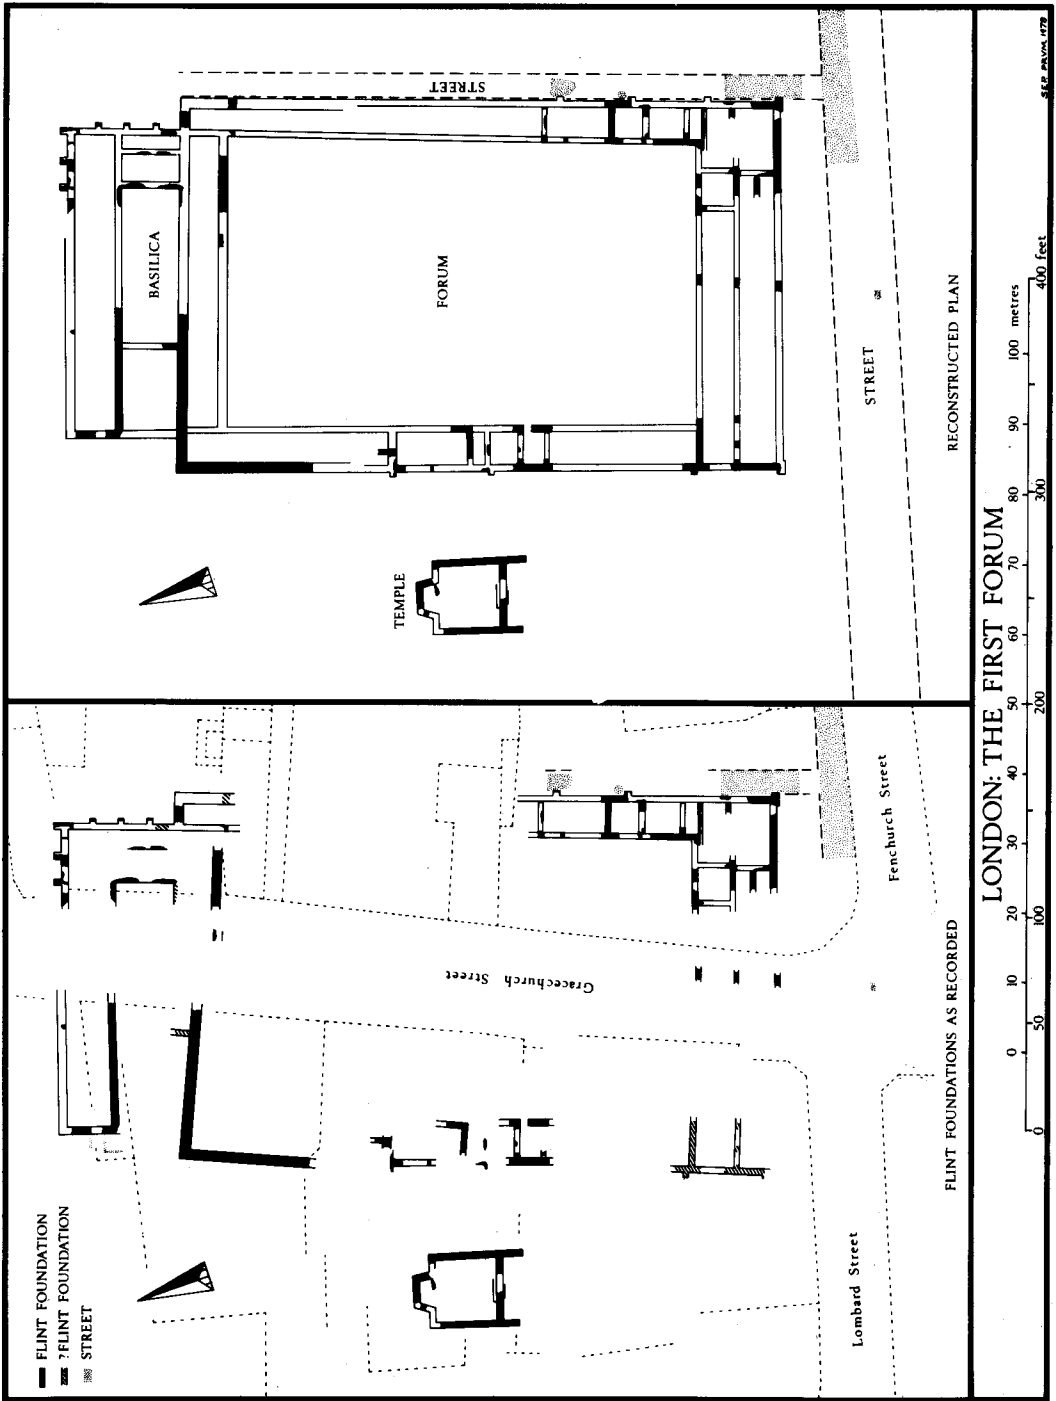 FLINT FOUNDATION
? FLINT FOUNDATION
STREET
Gracechurch Street
Lombard Street
Fenchurch Street
FLINT FOUNDATIONS AS RECORDED
BASILICA
FORUM
STREET
TEMPLE
STREET
RECONSTRUCTED PLAN
LONDON: THE FIRST FORUM
0 10 20 30 40 50 60 70 80 90 100 metres
0 50 100 200 300 400 feet